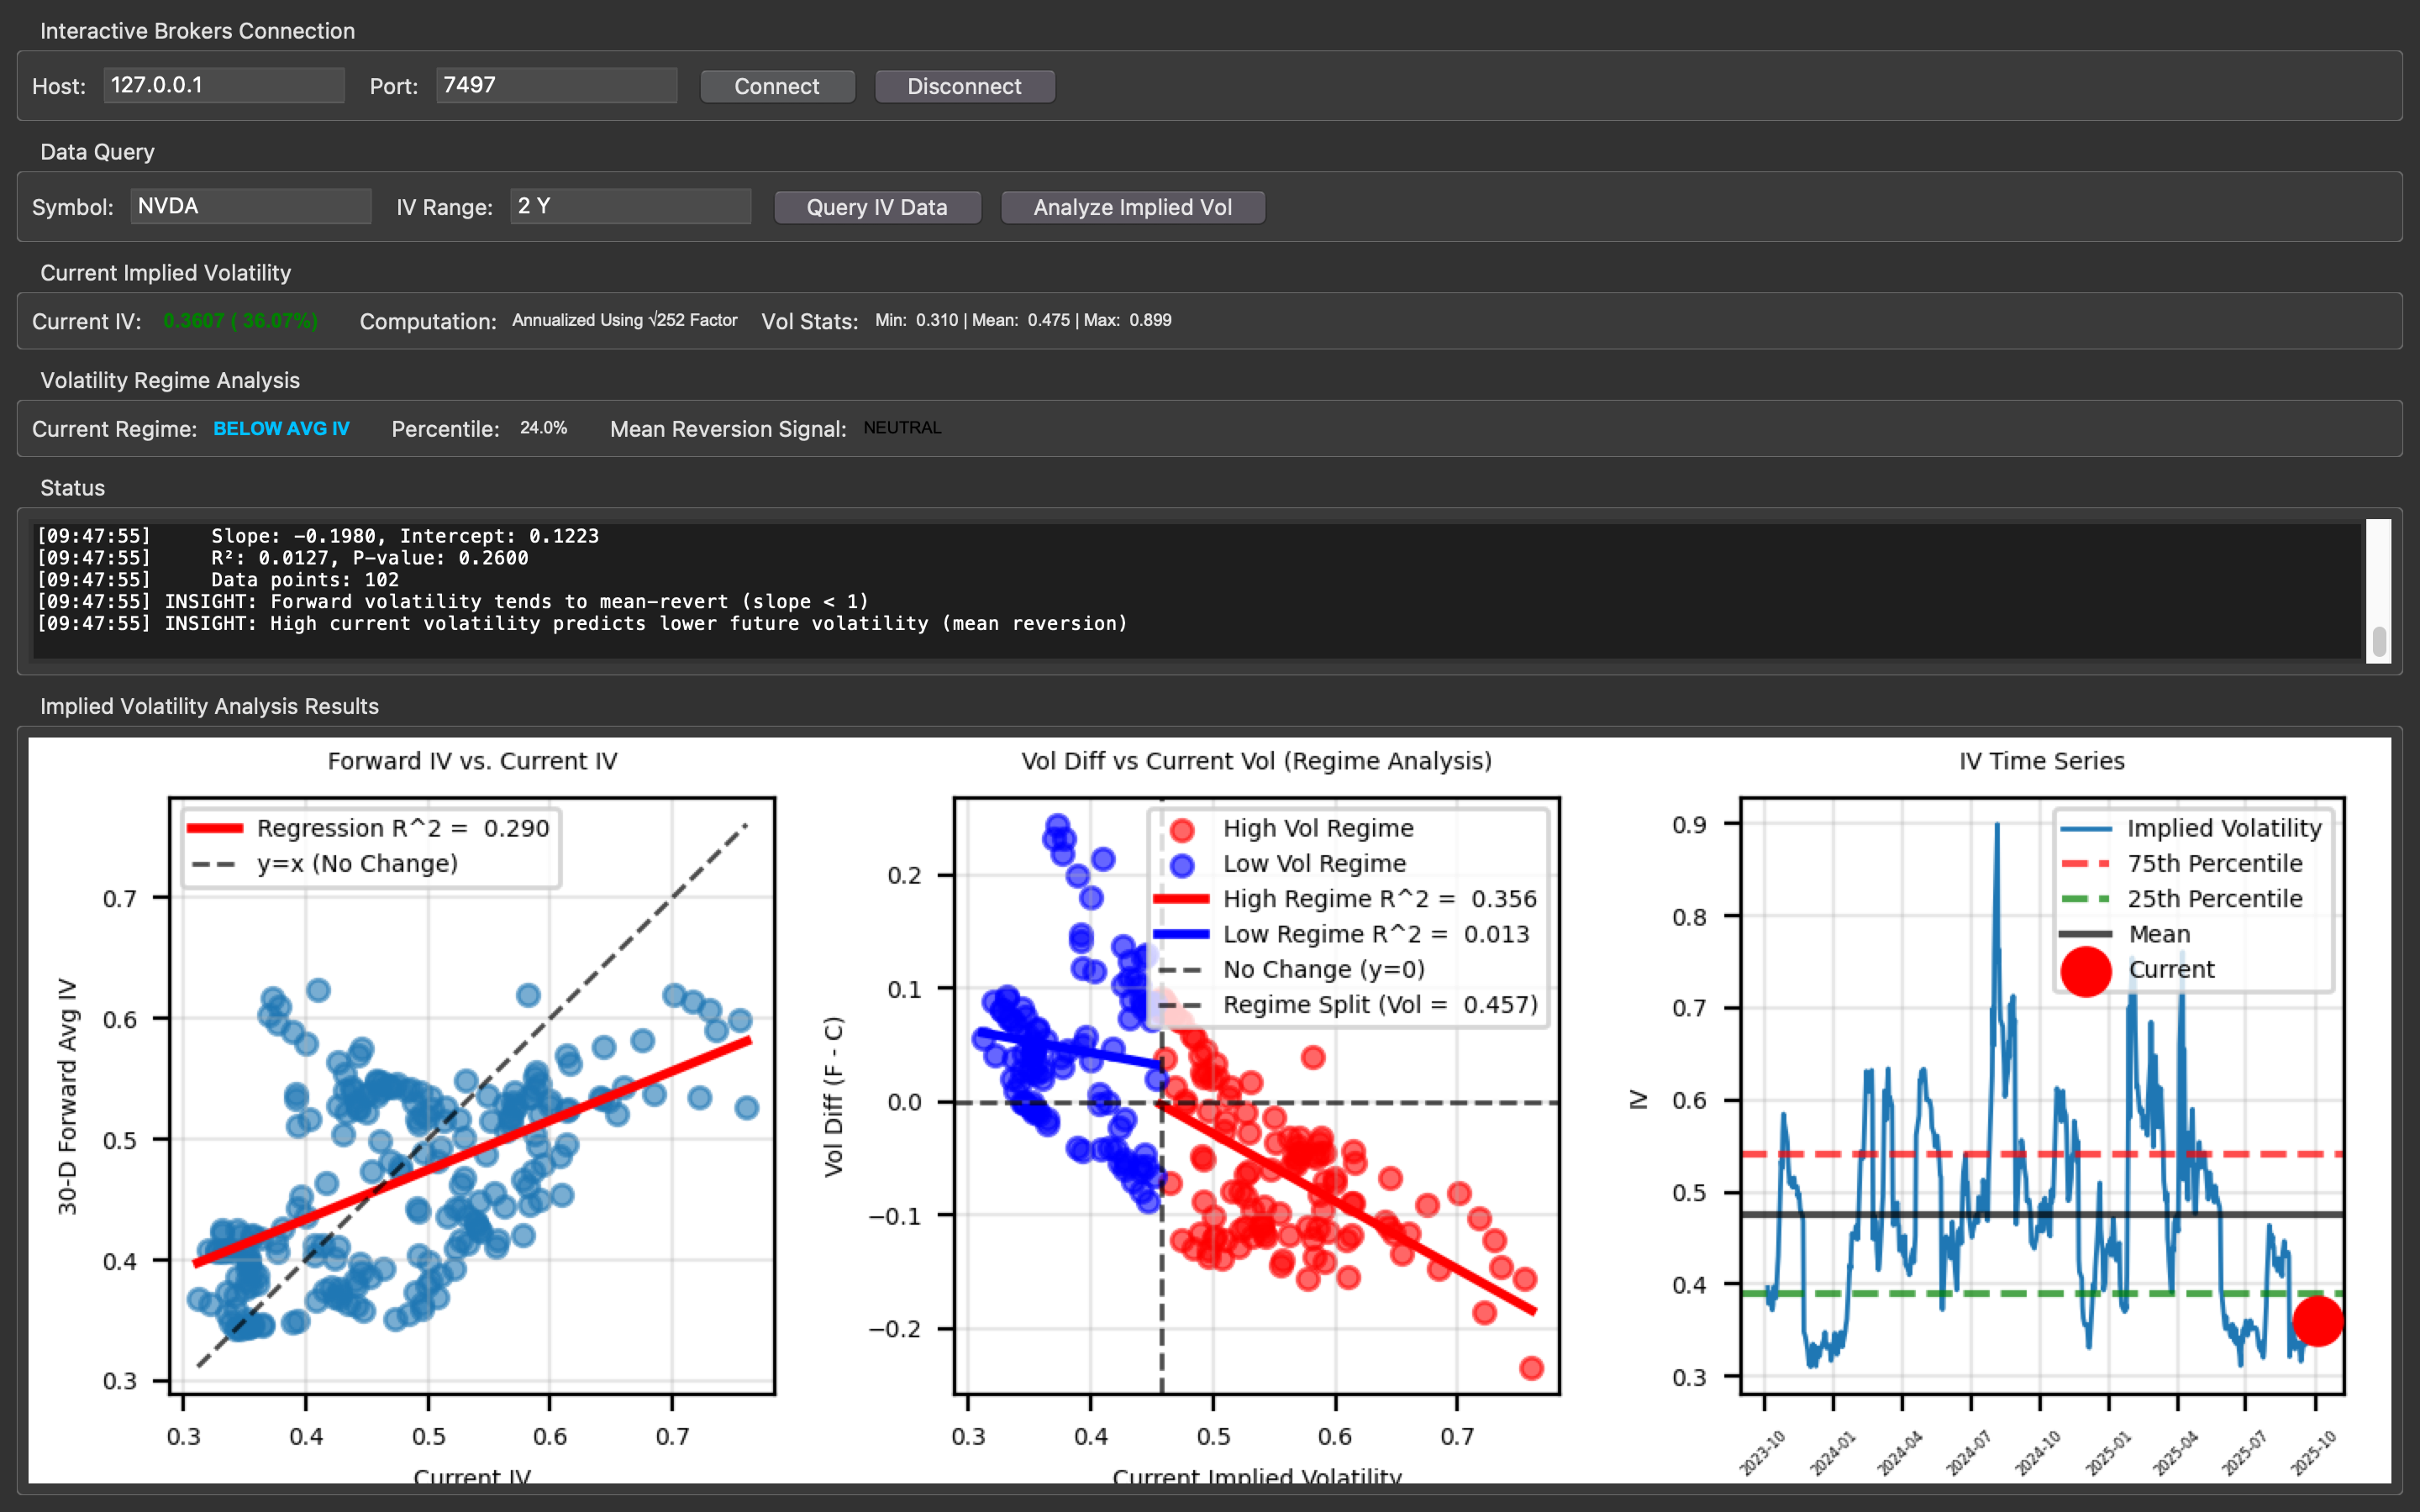 Interactive Brokers Connection
Host: 127.0.0.1 Port: 7497 Connect Disconnect
Data Query
Symbol: NVDA IV Range: 2 Y Query IV Data Analyze Implied Vol
Current Implied Volatility
Current IV: 0.3607 ( 36.07%) Computation: Annualized Using √252 Factor Vol Stats: Min: 0.310 | Mean: 0.475 | Max: 0.899
Volatility Regime Analysis
Current Regime: BELOW AVG IV Percentile: 24.0% Mean Reversion Signal: NEUTRAL
Status
[09:47:55] Slope: -0.1980, Intercept: 0.1223
[09:47:55] R²: 0.0127, P-value: 0.2600
[09:47:55] Data points: 102
[09:47:55] INSIGHT: Forward volatility tends to mean-revert (slope < 1)
[09:47:55] INSIGHT: High current volatility predicts lower future volatility (mean reversion)
Implied Volatility Analysis Results
Forward IV vs. Current IV
Regression R^2 = 0.290
y=x (No Change)
30-D Forward Avg IV
0.7
0.6
0.5
0.4
0.3
0.3 0.4 0.5 0.6 0.7
Current IV
Vol Diff vs Current Vol (Regime Analysis)
High Vol Regime
Low Vol Regime
High Regime R^2 = 0.356
Low Regime R^2 = 0.013
No Change (y=0)
Regime Split (Vol = 0.457)
Vol Diff (F - C)
0.2
0.1
0.0
−0.1
−0.2
0.3 0.4 0.5 0.6 0.7
Current Implied Volatility
IV Time Series
Implied Volatility
75th Percentile
25th Percentile
Mean
Current
IV
0.9
0.8
0.7
0.6
0.5
0.4
0.3
2023-10 2024-01 2024-04 2024-07 2024-10 2025-01 2025-04 2025-07 2025-10